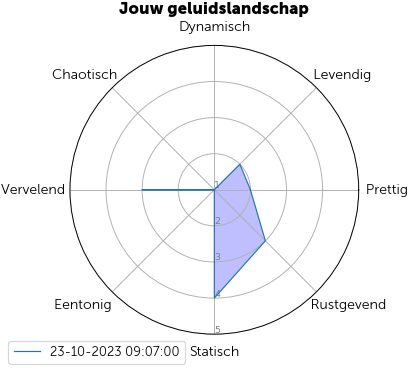 Jouw geluidslandschap
Dynamisch
Chaotisch
Levendig
Vervelend
1
Prettig
2
3
4
Eentonig
Rustgevend
5
23-10-2023 09:07:00
Statisch